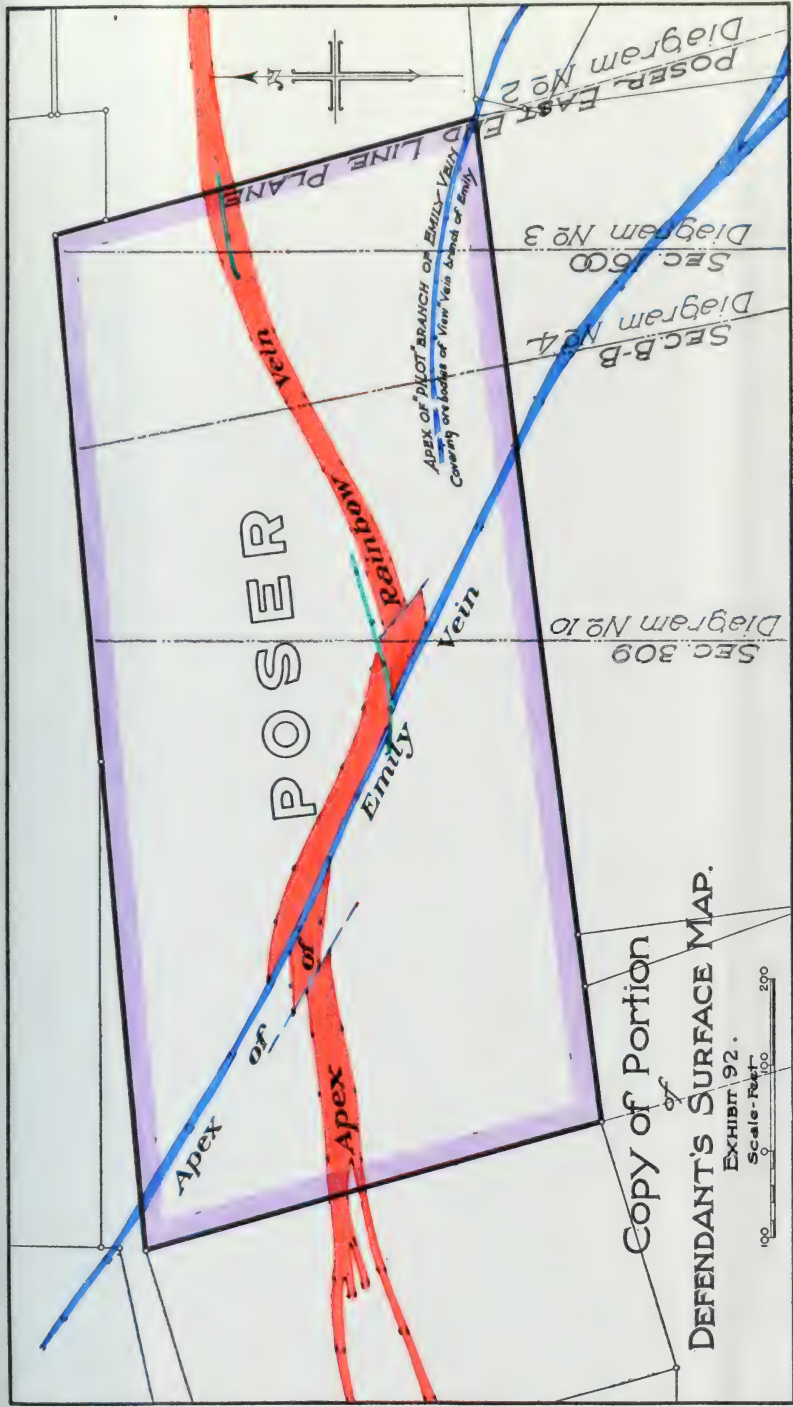 POSER
Apex of Rainbow Vein
Apex of Emily Vein
APEX OF "PILOT" BRANCH OF EMILY VEIN
Covering ore bodies of "View" Vein branch of Emily
N
POSER EAST END LINE PLANE
Diagram No 2
SEC. 1600
Diagram No 3
SEC. B-B
Diagram No 4
SEC. 309
Diagram No 10
Copy of Portion
of
DEFENDANT'S SURFACE MAP.
EXHIBIT 92.
Scale-Feet
100 0 100 200